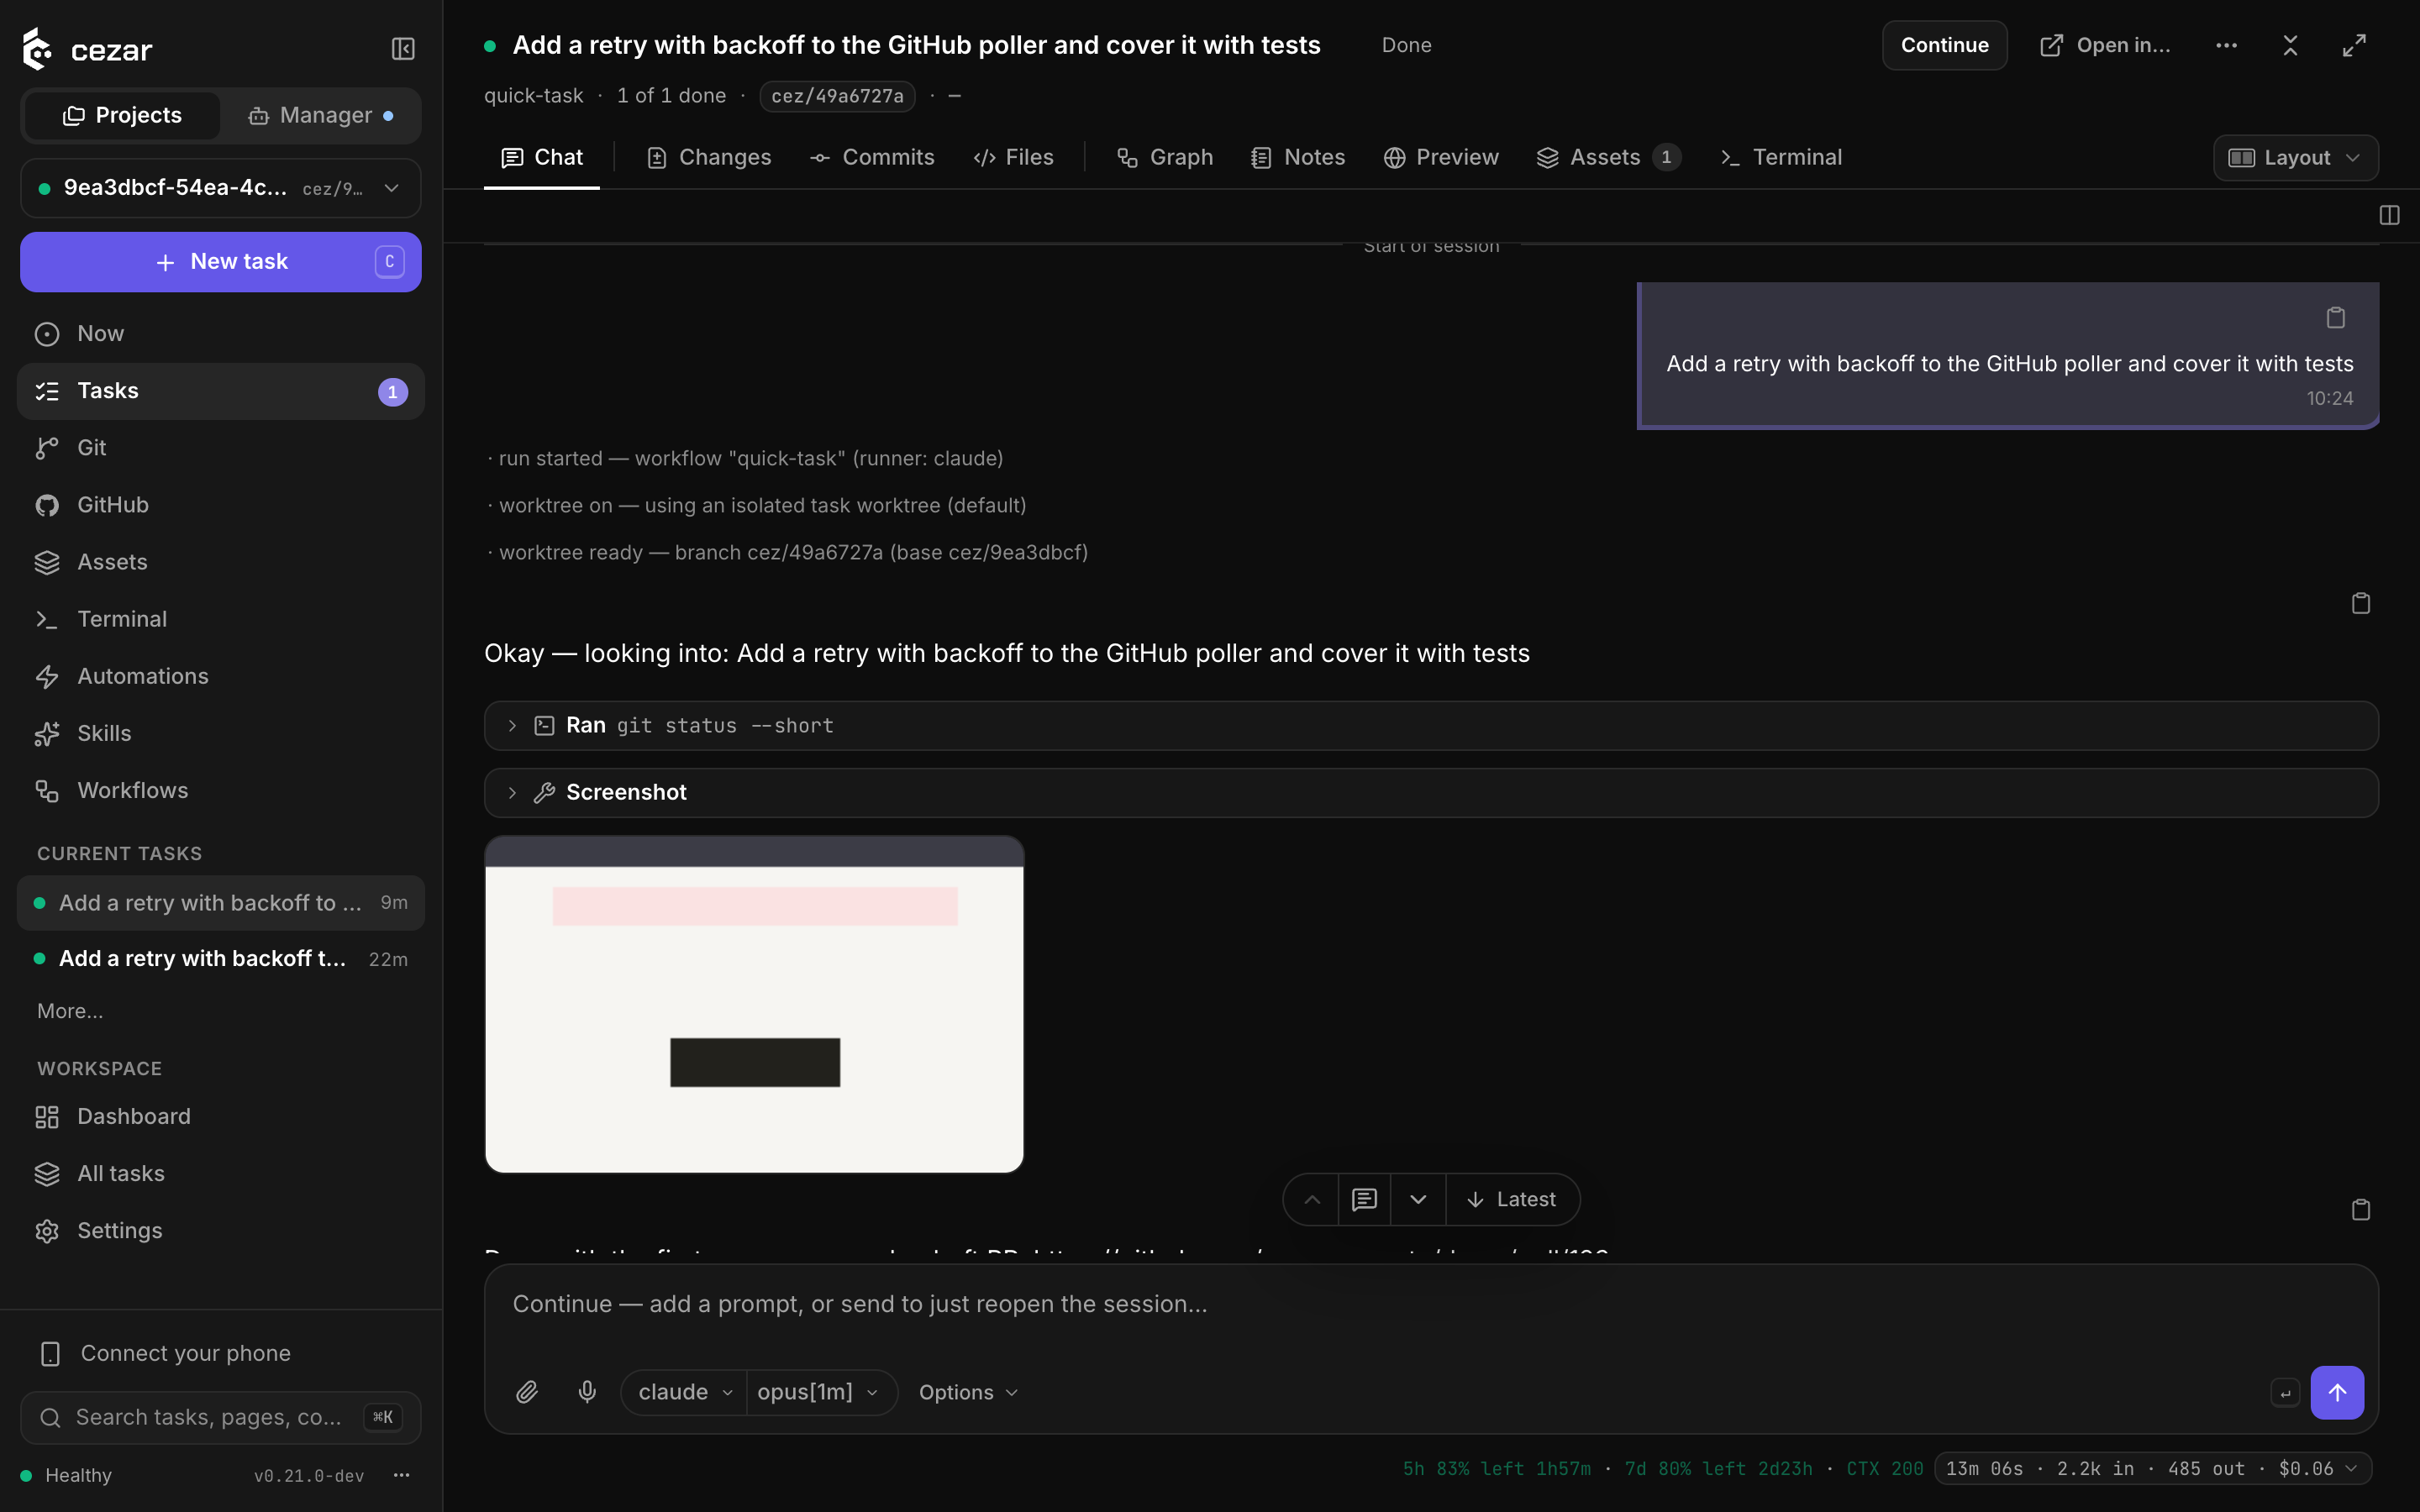 cezar
Projects
Manager
9ea3dbcf-54ea-4c... cez/9...
New task C
Now
Tasks 1
Git
GitHub
Assets
Terminal
Automations
Skills
Workflows
CURRENT TASKS
Add a retry with backoff to ... 9m
Add a retry with backoff t... 22m
More...
WORKSPACE
Dashboard
All tasks
Settings
Connect your phone
Search tasks, pages, co... ⌘K
Healthy v0.21.0-dev
Add a retry with backoff to the GitHub poller and cover it with tests Done
Continue Open in...
quick-task · 1 of 1 done · cez/49a6727a · –
Chat Changes Commits Files Graph Notes Preview Assets 1 Terminal Layout
Start of session
Add a retry with backoff to the GitHub poller and cover it with tests
10:24
· run started — workflow "quick-task" (runner: claude)
· worktree on — using an isolated task worktree (default)
· worktree ready — branch cez/49a6727a (base cez/9ea3dbcf)
Okay — looking into: Add a retry with backoff to the GitHub poller and cover it with tests
Ran git status --short
Screenshot
Latest
Continue — add a prompt, or send to just reopen the session...
claude opus[1m] Options
5h 83% left 1h57m · 7d 80% left 2d23h · CTX 200 13m 06s · 2.2k in · 485 out · $0.06